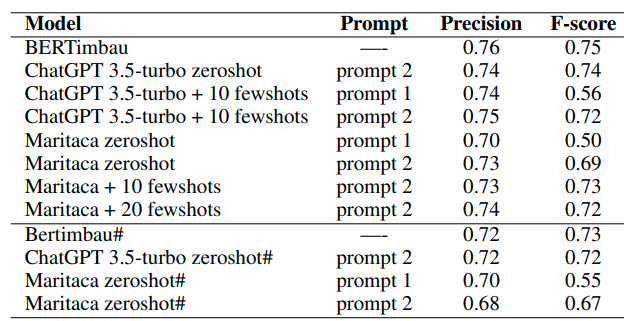 Model Prompt Precision F-score
BERTimbau —- 0.76 0.75
ChatGPT 3.5-turbo zeroshot prompt 2 0.74 0.74
ChatGPT 3.5-turbo + 10 fewshots prompt 1 0.74 0.56
ChatGPT 3.5-turbo + 10 fewshots prompt 2 0.75 0.72
Maritaca zeroshot prompt 1 0.70 0.50
Maritaca zeroshot prompt 2 0.73 0.69
Maritaca + 10 fewshots prompt 2 0.73 0.73
Maritaca + 20 fewshots prompt 2 0.74 0.72
Bertimbau# —- 0.72 0.73
ChatGPT 3.5-turbo zeroshot# prompt 2 0.72 0.72
Maritaca zeroshot# prompt 1 0.70 0.55
Maritaca zeroshot# prompt 2 0.68 0.67